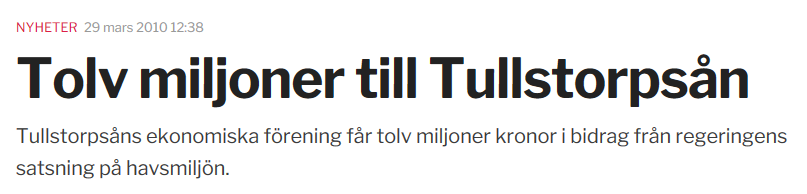 NYHETER 29 mars 2010 12:38
Tolv miljoner till Tullstorpsån
Tullstorpsåns ekonomiska förening får tolv miljoner kronor i bidrag från regeringens
satsning på havsmiljön.